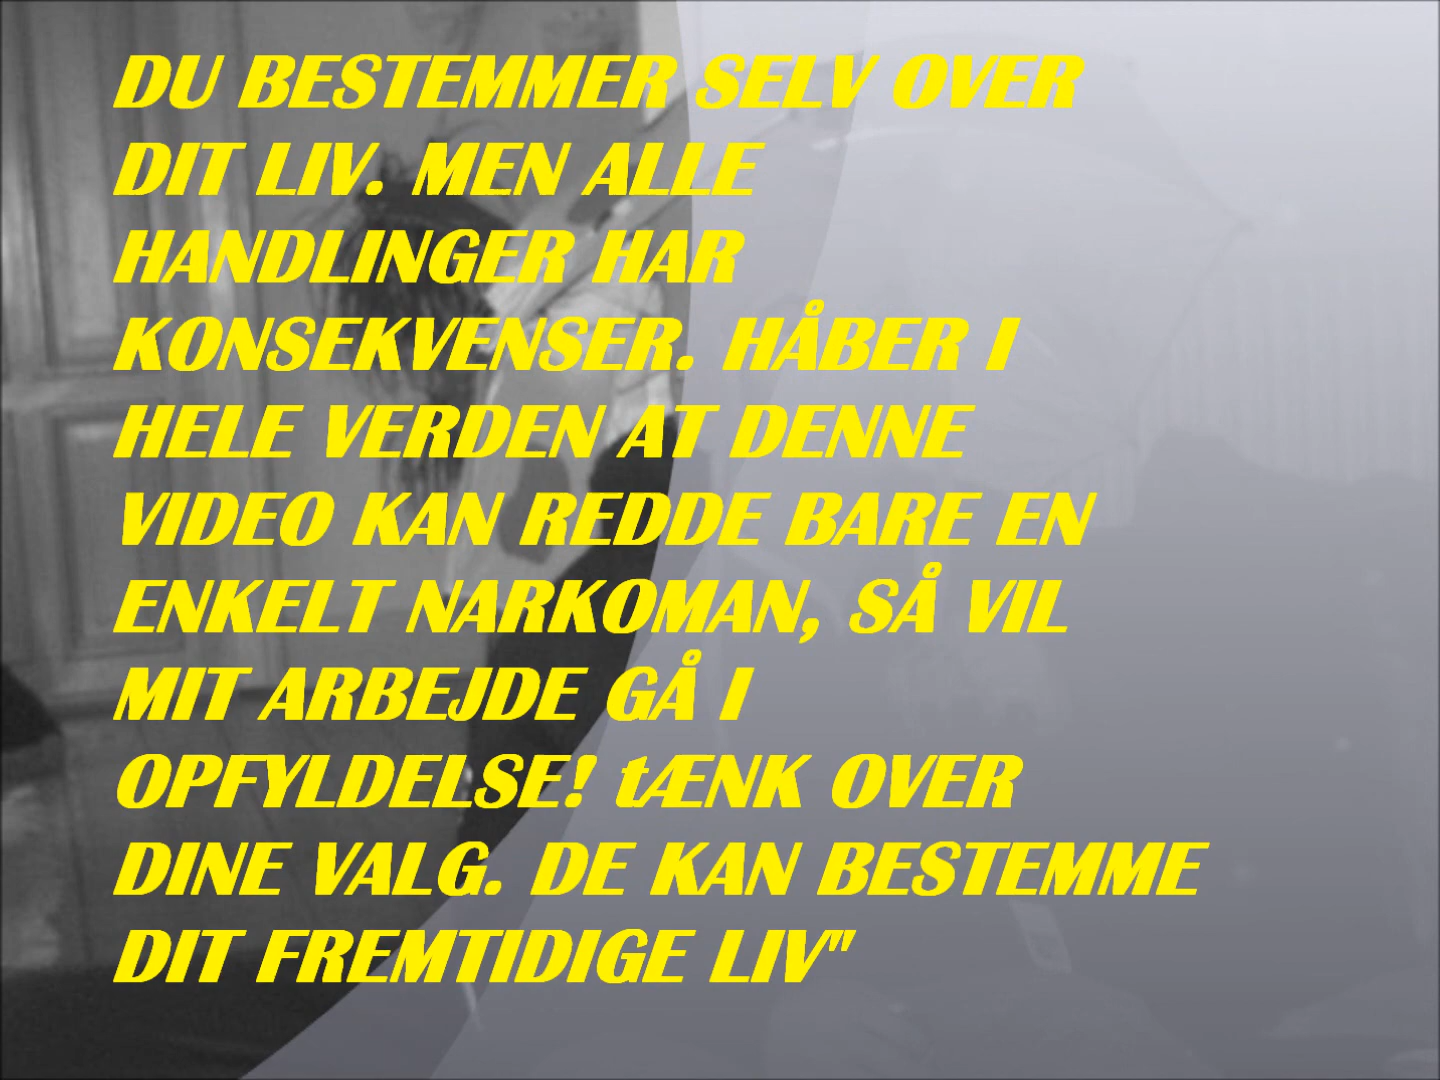 DU BESTEMMER SELV OVER
DIT LIV. MEN ALLE
HANDLINGER HAR
KONSEKVENSER. HÅBER I
HELE VERDEN AT DENNE
VIDEO KAN REDDE BARE EN
ENKELT NARKOMAN, SÅ VIL
MIT ARBEJDE GÅ I
OPFYLDELSE! tÆNK OVER
DINE VALG. DE KAN BESTEMME
DIT FREMTIDIGE LIV"